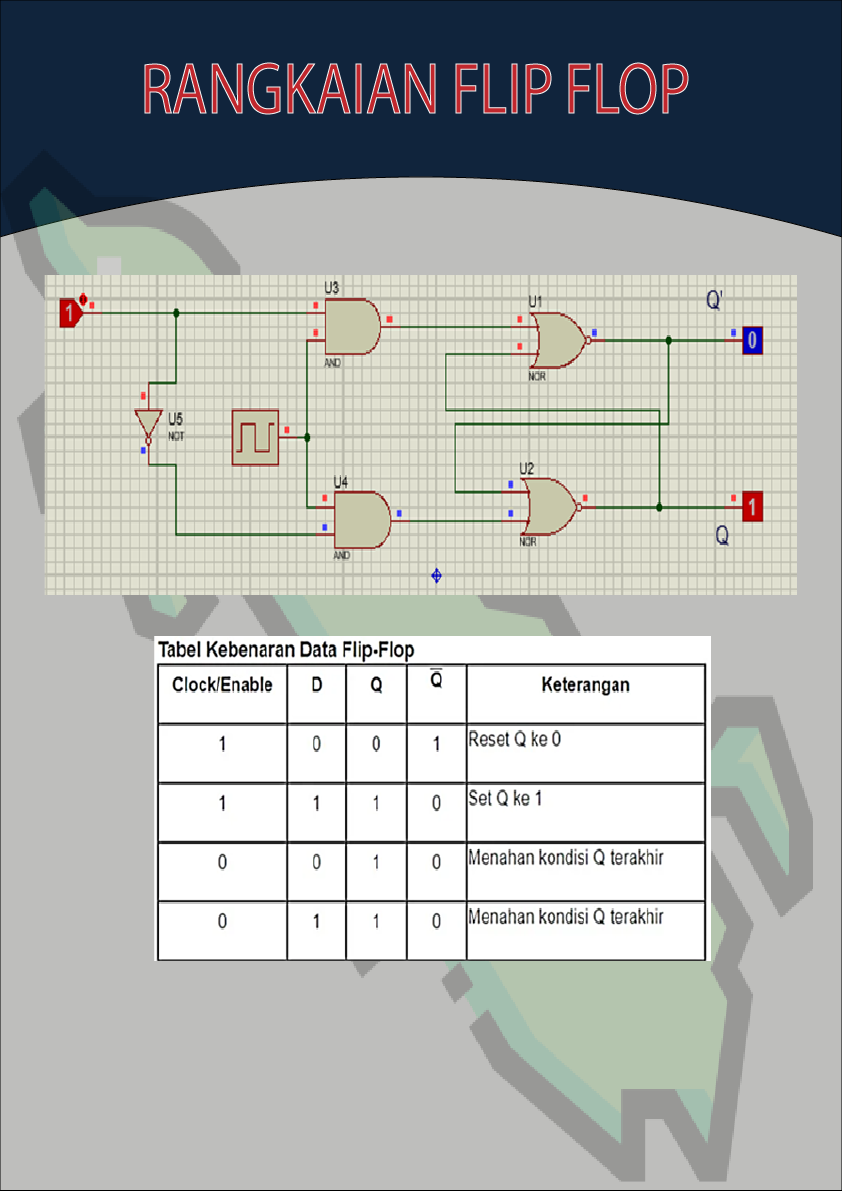 RANGKAIAN FLIP FLOP
U3
U1
Q'
1
0
AND
NOR
U5
NOT
U4
U2
1
AND
NOR
Q
Tabel Kebenaran Data Flip-Flop
Clock/Enable D Q Q̅ Keterangan
1 0 0 1 Reset Q ke 0
1 1 1 0 Set Q ke 1
0 0 1 0 Menahan kondisi Q terakhir
0 1 1 0 Menahan kondisi Q terakhir